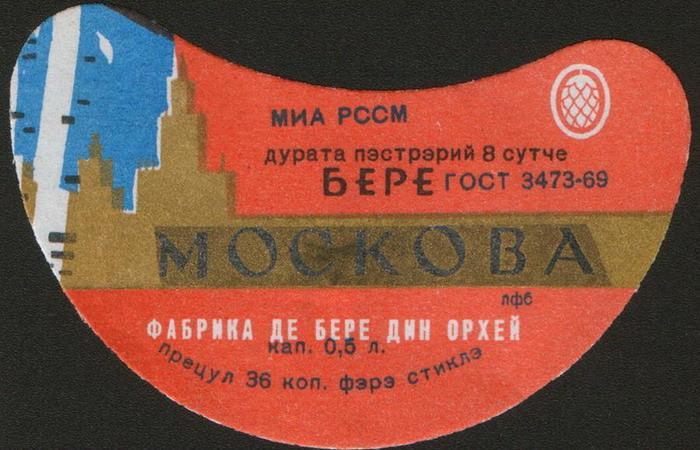 МИА РССМ
дурата пэстрэрий 8 сутче
БЕРЕ ГОСТ 3473-69
МОСКОВА
лфб
ФАБРИКА ДЕ БЕРЕ ДИН ОРХЕЙ
кап. 0,5 л.
прецул 36 коп. фэрэ стиклэ